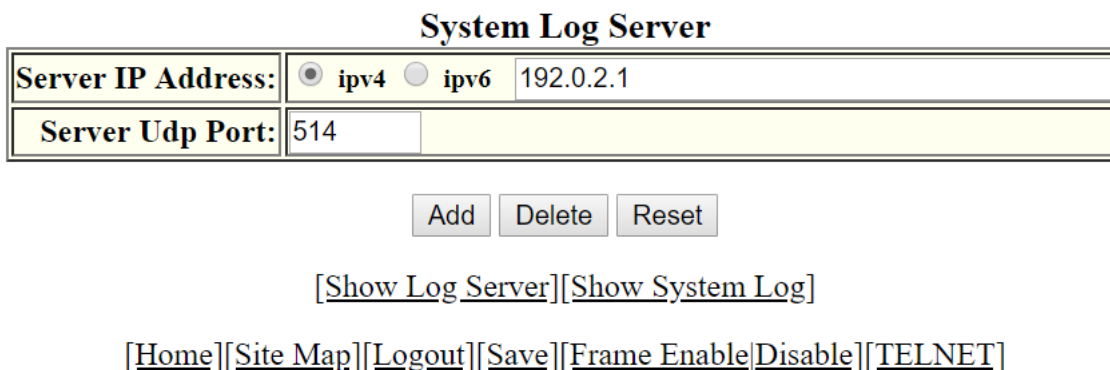 System Log Server
Server IP Address: ipv4 ipv6 192.0.2.1
Server Udp Port: 514
Add Delete Reset
[Show Log Server][Show System Log]
[Home][Site Map][Logout][Save][Frame Enable|Disable][TELNET]